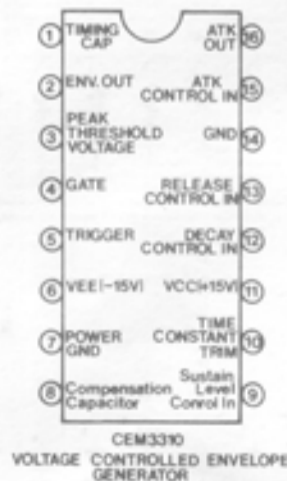 1 TIMING CAP
ATK OUT 16
2 ENV. OUT
ATK CONTROL IN 15
3 PEAK THRESHOLD VOLTAGE
GND 14
4 GATE
RELEASE CONTROL IN 13
5 TRIGGER
DECAY CONTROL IN 12
6 VEE(-15V)
VCC(+15V) 11
7 POWER GND
TIME CONSTANT TRIM 10
8 Compensation Capacitor
Sustain Level Conrol In 9
CEM3310
VOLTAGE CONTROLLED ENVELOPE
GENERATOR